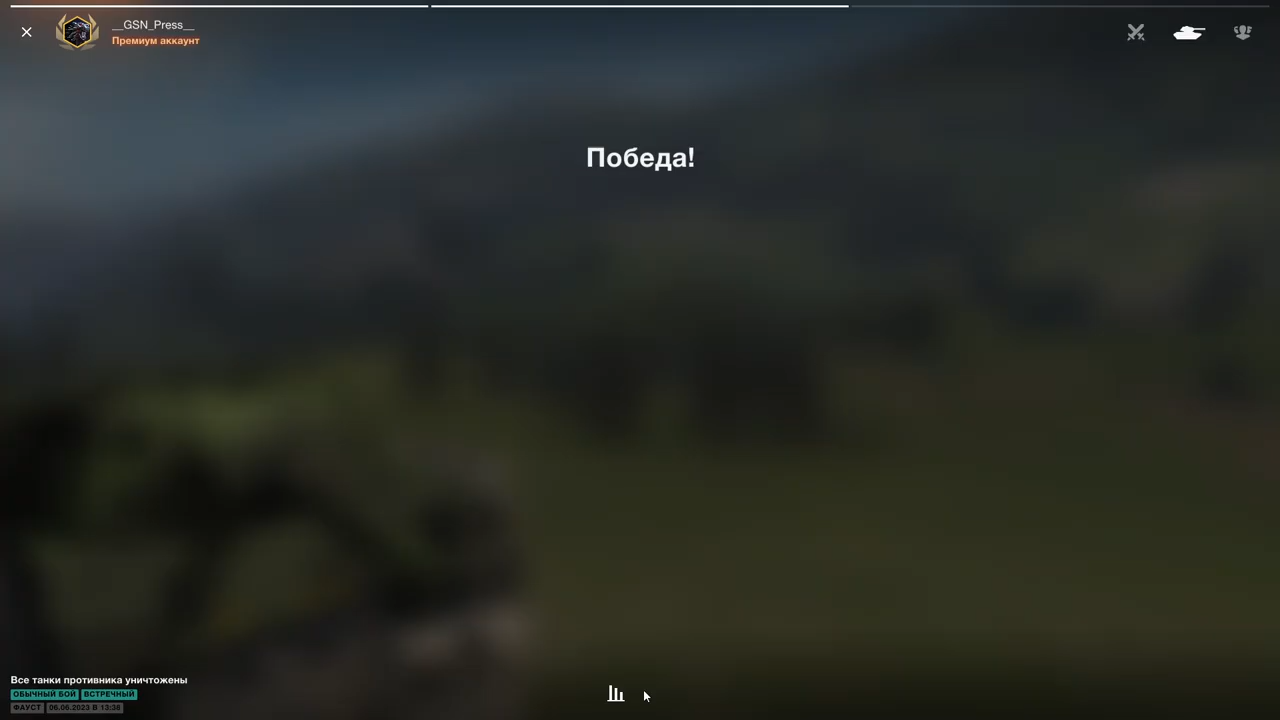 __GSN_Press__
Премиум аккаунт
Победа!
Все танки противника уничтожены
ОБЫЧНЫЙ БОЙ ВСТРЕЧНЫЙ
ФАУСТ 06.06.2023 В 13:38